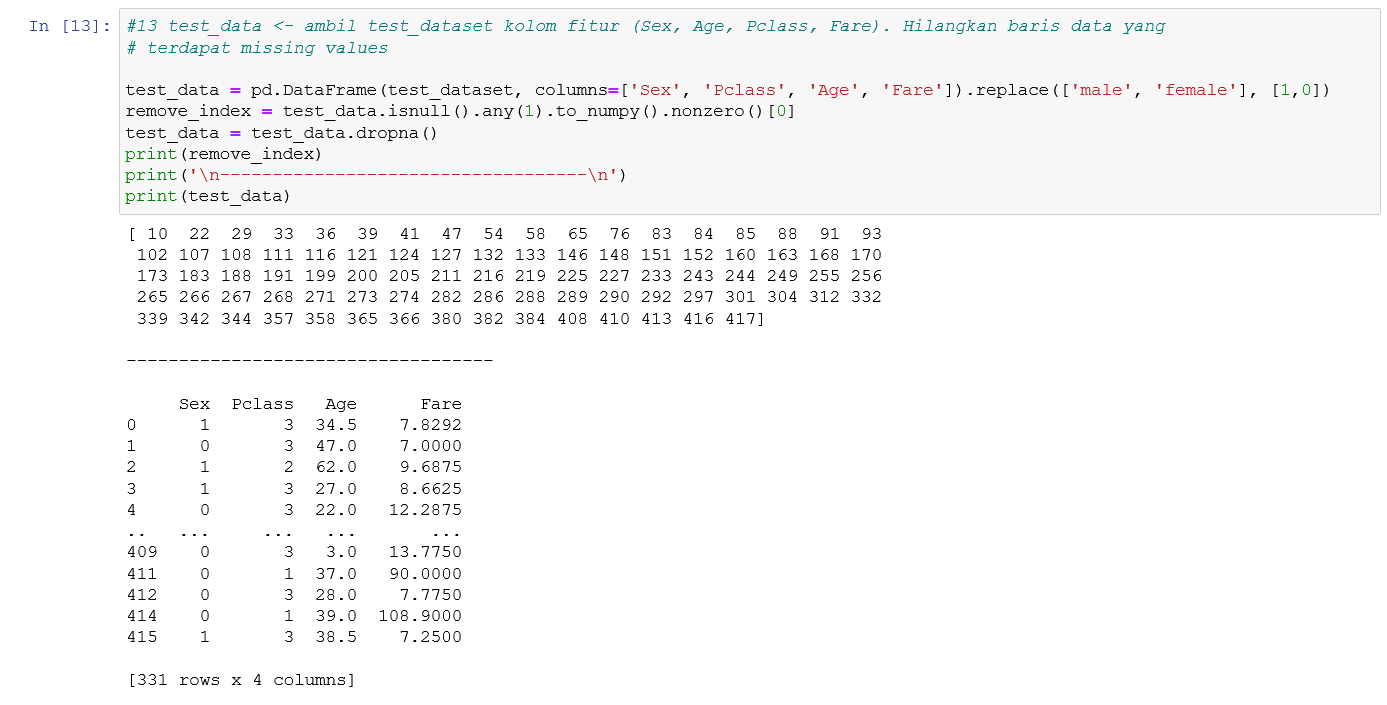 In [13]: #13 test_data <- ambil test_dataset kolom fitur (Sex, Age, Pclass, Fare). Hilangkan baris data yang
# terdapat missing values
test_data = pd.DataFrame(test_dataset, columns=['Sex', 'Pclass', 'Age', 'Fare']).replace(['male', 'female'], [1,0])
remove_index = test_data.isnull().any(1).to_numpy().nonzero()[0]
test_data = test_data.dropna()
print(remove_index)
print('\n-----------------------------------\n')
print(test_data)
[ 10  22  29  33  36  39  41  47  54  58  65  76  83  84  85  88  91  93
 102 107 108 111 116 121 124 127 132 133 146 148 151 152 160 163 168 170
 173 183 188 191 199 200 205 211 216 219 225 227 233 243 244 249 255 256
 265 266 267 268 271 273 274 282 286 288 289 290 292 297 301 304 312 332
 339 342 344 357 358 365 366 380 382 384 408 410 413 416 417]
-----------------------------------
     Sex  Pclass   Age      Fare
0      1       3  34.5    7.8292
1      0       3  47.0    7.0000
2      1       2  62.0    9.6875
3      1       3  27.0    8.6625
4      0       3  22.0   12.2875
..   ...     ...   ...       ...
409    0       3   3.0   13.7750
411    0       1  37.0   90.0000
412    0       3  28.0    7.7750
414    0       1  39.0  108.9000
415    1       3  38.5    7.2500
[331 rows x 4 columns]